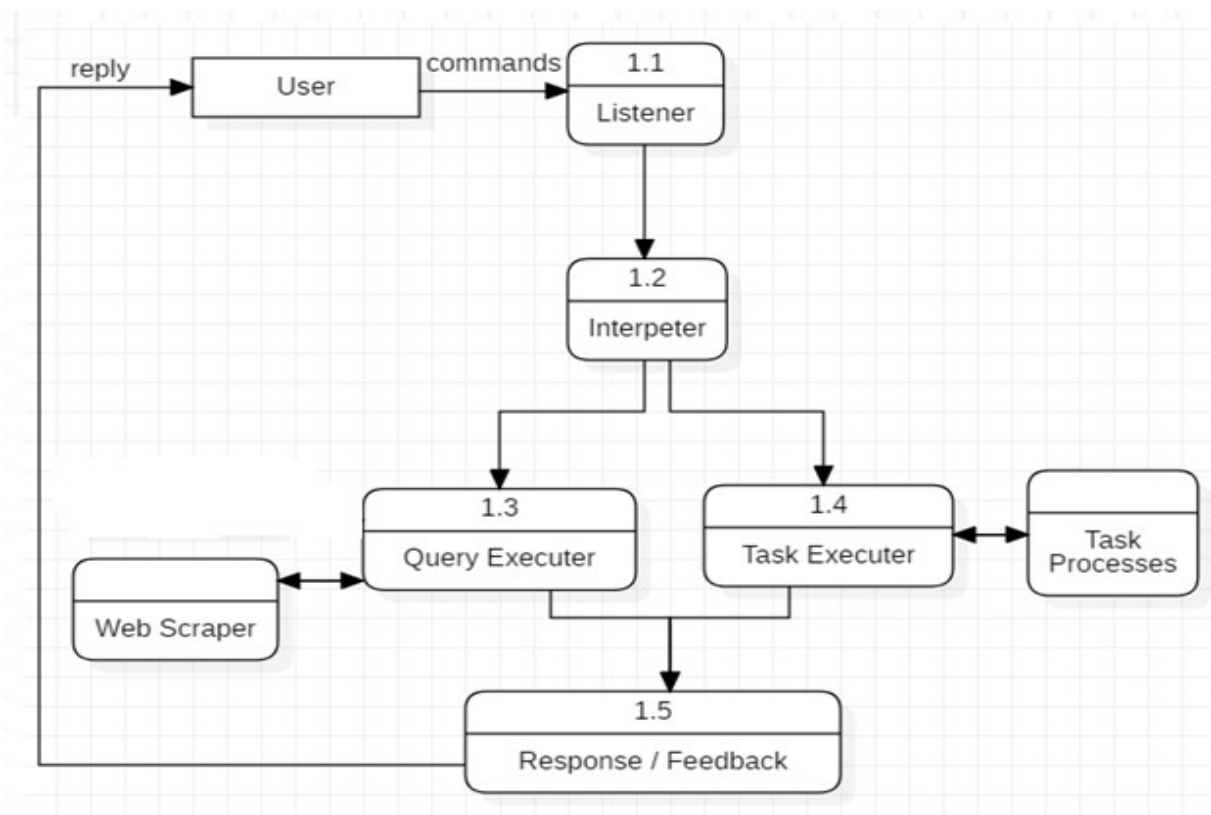 reply
User
commands
1.1
Listener
1.2
Interpeter
1.3
Query Executer
1.4
Task Executer
Task
Processes
Web Scraper
1.5
Response / Feedback